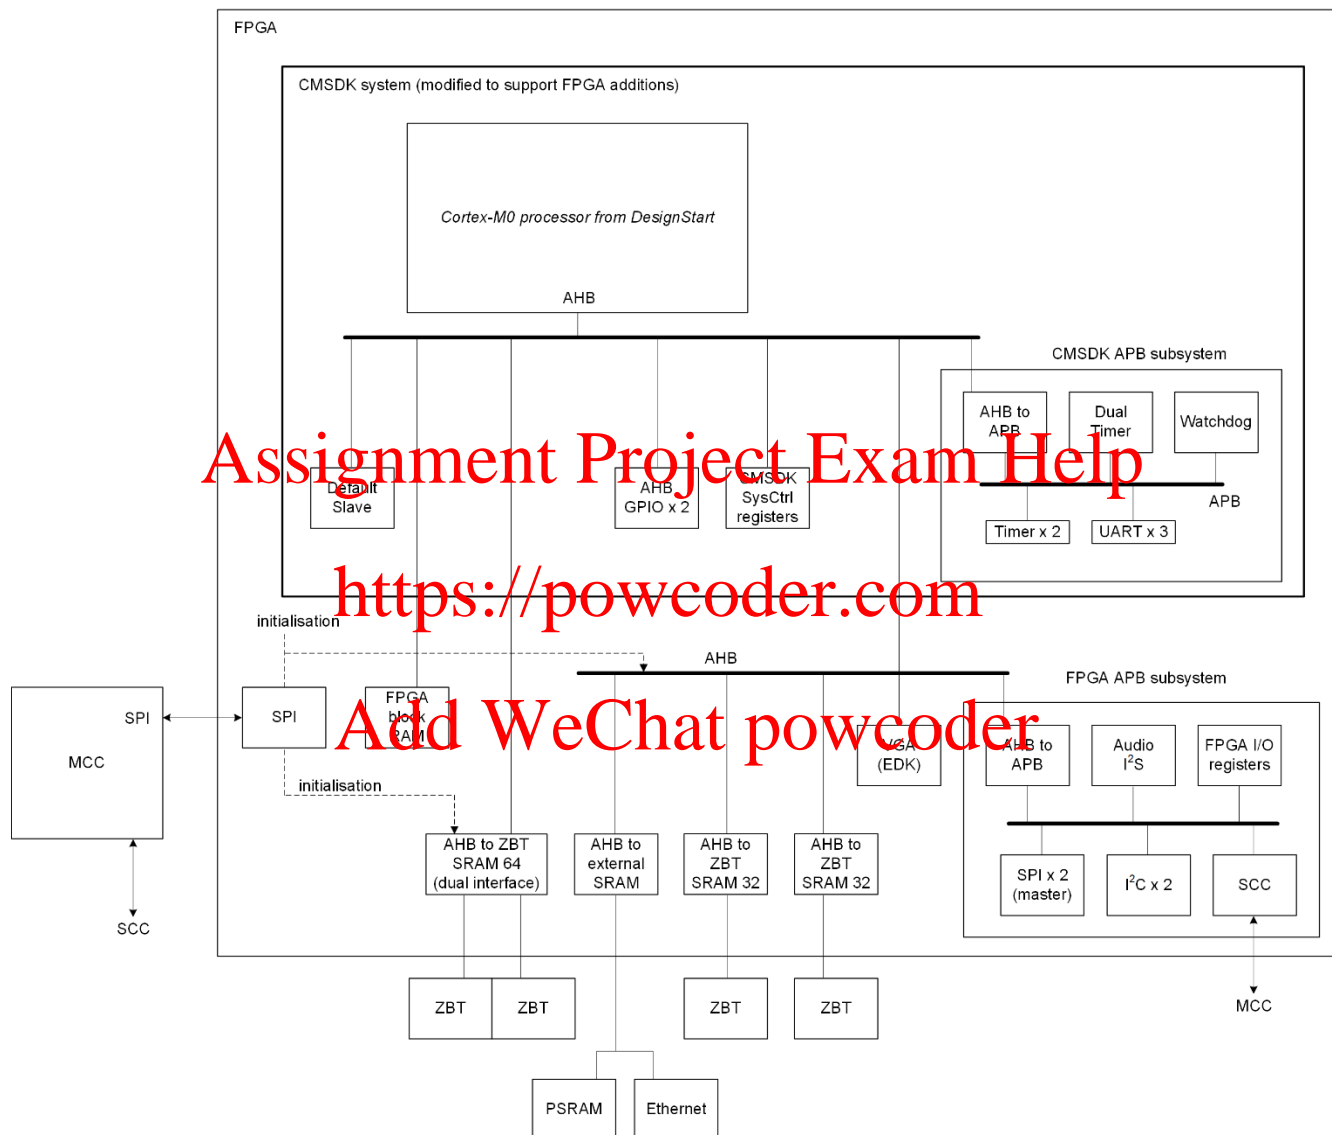 FPGA
CMSDK system (modified to support FPGA additions)
Cortex-M0 processor from DesignStart
AHB
CMSDK APB subsystem
AHB to
APB
Dual
Timer
Watchdog
APB
Timer x 2
UART x 3
Default
Slave
AHB
GPIO x 2
CMSDK
SysCtrl
registers
Assignment Project Exam Help
https://powcoder.com
Add WeChat powcoder
initialisation
AHB
FPGA APB subsystem
MCC
SPI
SPI
FPGA
block
RAM
VGA
(EDK)
AHB to
APB
Audio
I²S
FPGA I/O
registers
initialisation
AHB to ZBT
SRAM 64
(dual interface)
AHB to
external
SRAM
AHB to
ZBT
SRAM 32
AHB to
ZBT
SRAM 32
SPI x 2
(master)
I²C x 2
SCC
SCC
ZBT
ZBT
ZBT
ZBT
MCC
PSRAM
Ethernet